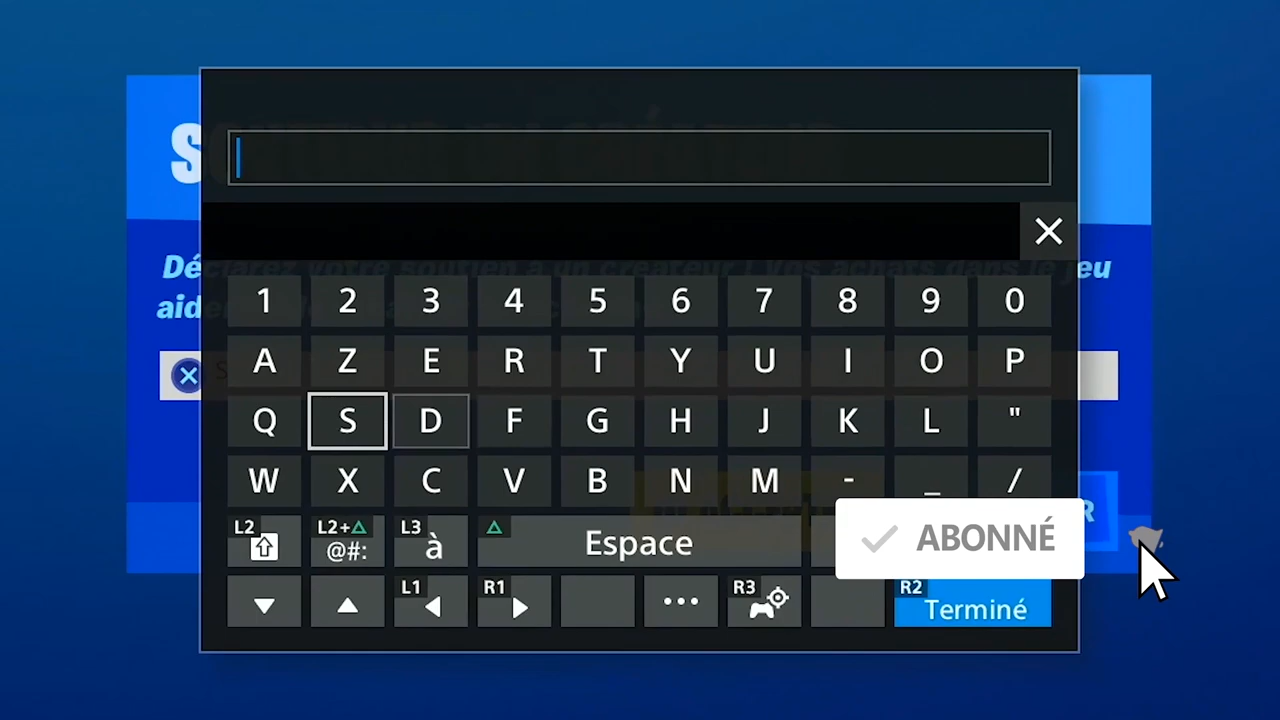 S
Déclarez votre soutien à un créateur ! Vos achats dans le jeu
aide
1 2 3 4 5 6 7 8 9 0
A Z E R T Y U I O P
Q S D F G H J K L "
W X C V B N M - _ /
L2 L2+△ @#: L3 à △ Espace
ABONNÉ
R
L1 R1 ... R3 R2 Terminé